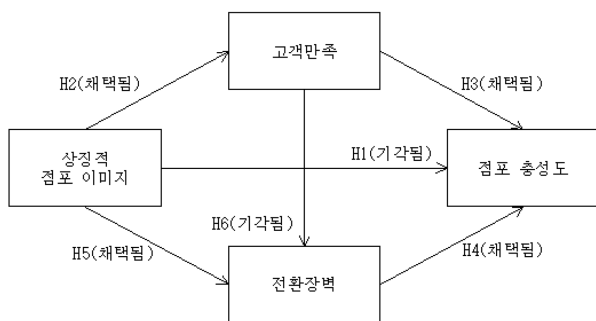 고객만족
H2(채택됨)
H3(채택됨)
상징적
점포 이미지
H1(기각됨)
점포 충성도
H6(기각됨)
H5(채택됨)
H4(채택됨)
전환장벽